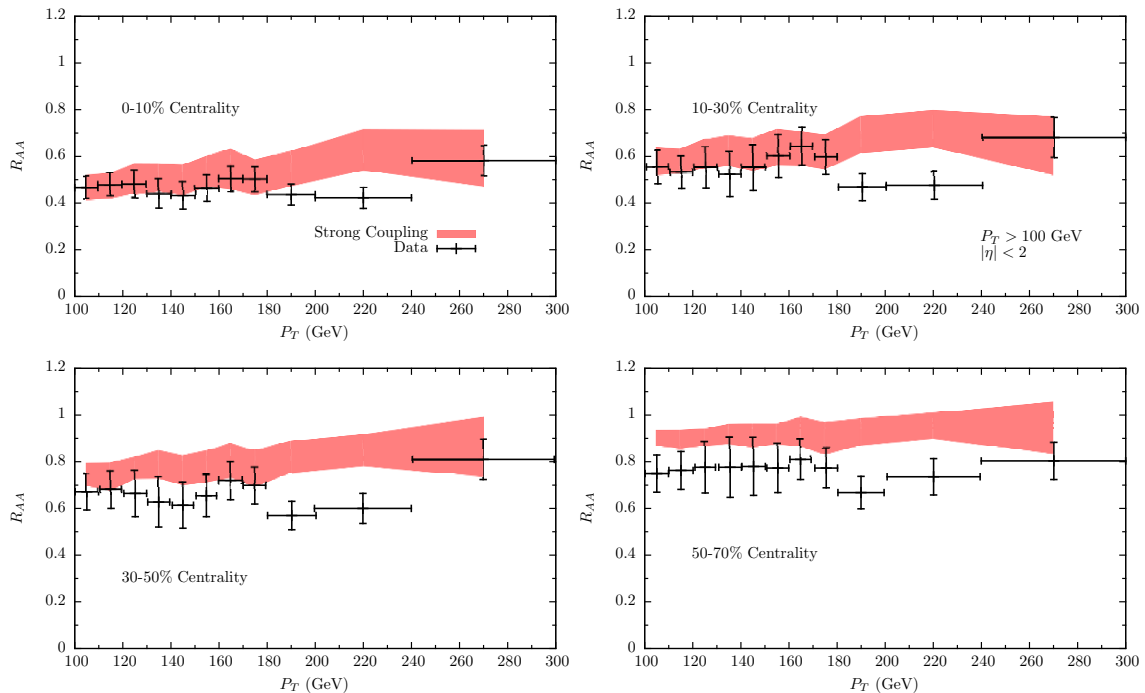 1.2
1
0.8
0.6
0.4
0.2
0
R_AA
0-10% Centrality
Strong Coupling
Data
100 120 140 160 180 200 220 240 260 280 300
P_T (GeV)
1.2
1
0.8
0.6
0.4
0.2
0
R_AA
10-30% Centrality
P_T > 100 GeV
|η| < 2
100 120 140 160 180 200 220 240 260 280 300
P_T (GeV)
1.2
1
0.8
0.6
0.4
0.2
0
R_AA
30-50% Centrality
100 120 140 160 180 200 220 240 260 280 300
P_T (GeV)
1.2
1
0.8
0.6
0.4
0.2
0
R_AA
50-70% Centrality
100 120 140 160 180 200 220 240 260 280 300
P_T (GeV)